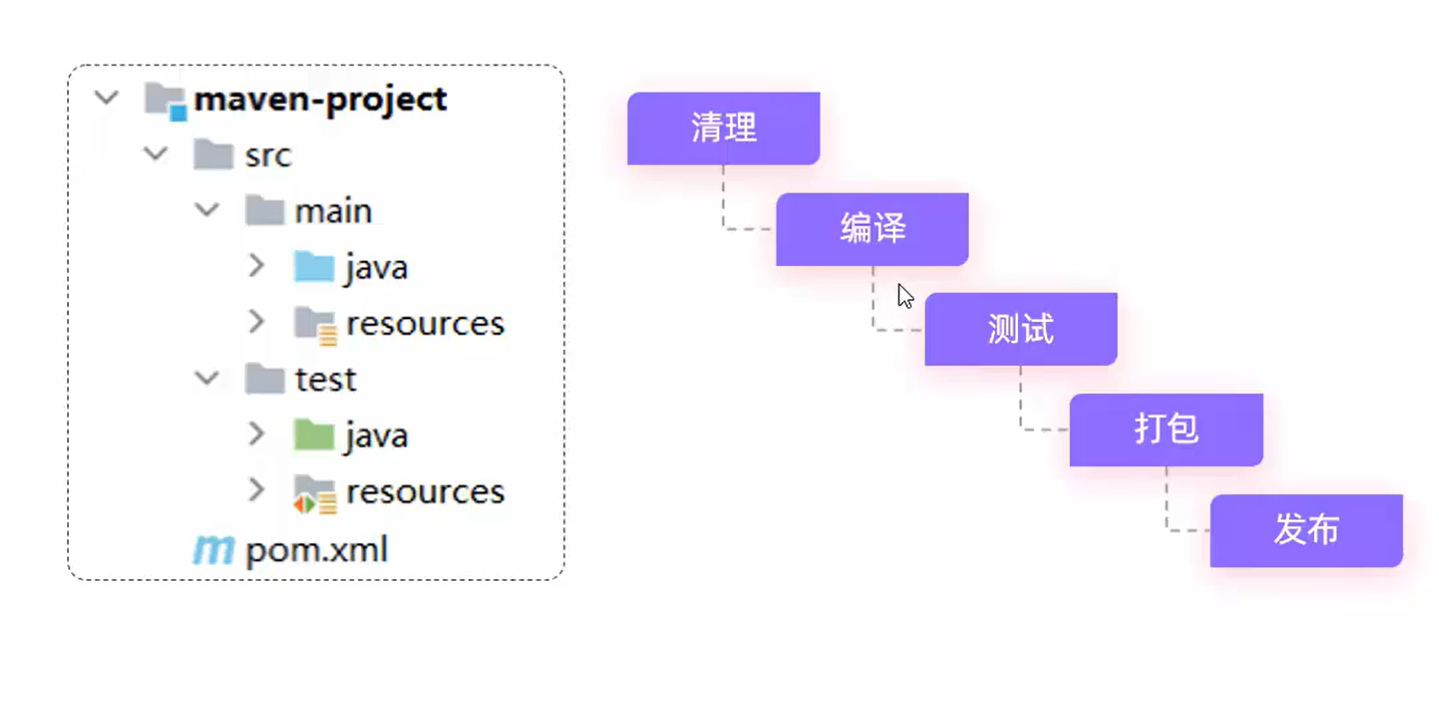 maven-project
src
main
java
resources
test
java
resources
pom.xml
清理
编译
测试
打包
发布